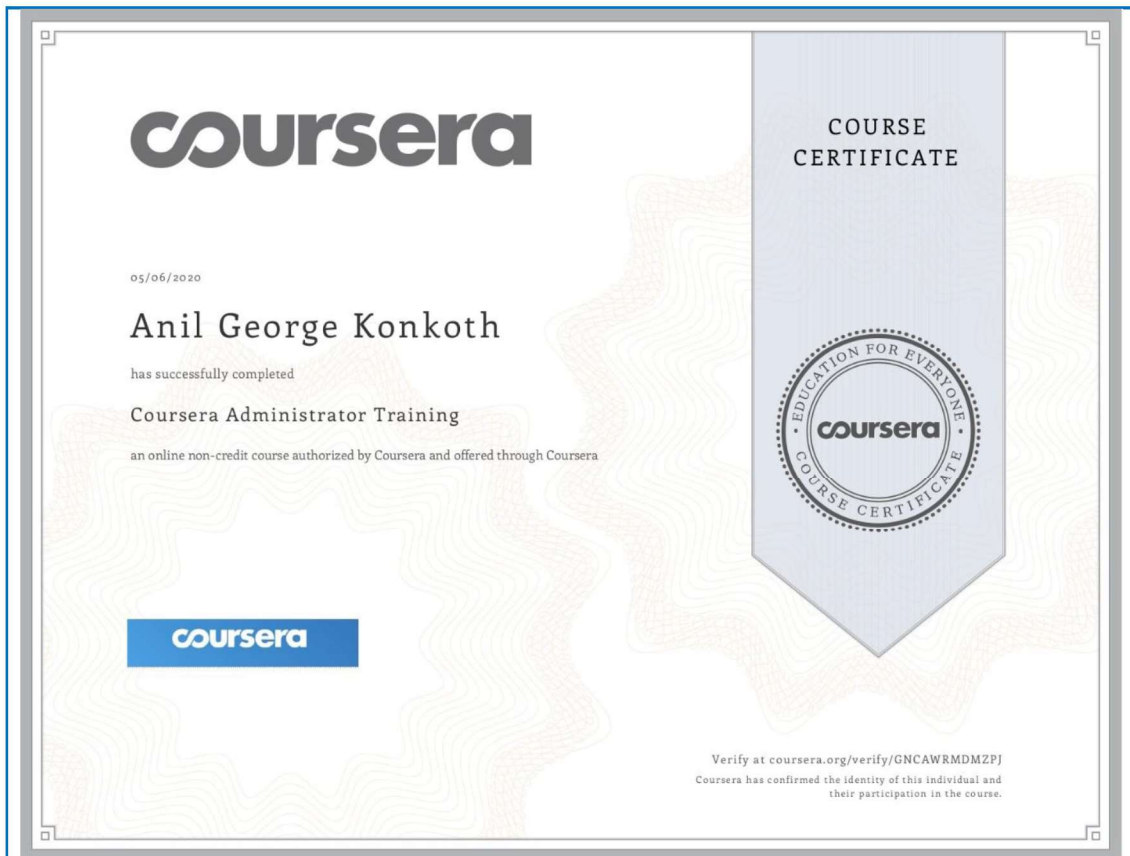 coursera
COURSE
CERTIFICATE
05/06/2020
Anil George Konkoth
has successfully completed
Coursera Administrator Training
an online non-credit course authorized by Coursera and offered through Coursera
EDUCATION FOR EVERYONE
coursera
COURSE CERTIFICATE
coursera
Verify at coursera.org/verify/GNCAWRMDMZPJ
Coursera has confirmed the identity of this individual and
their participation in the course.